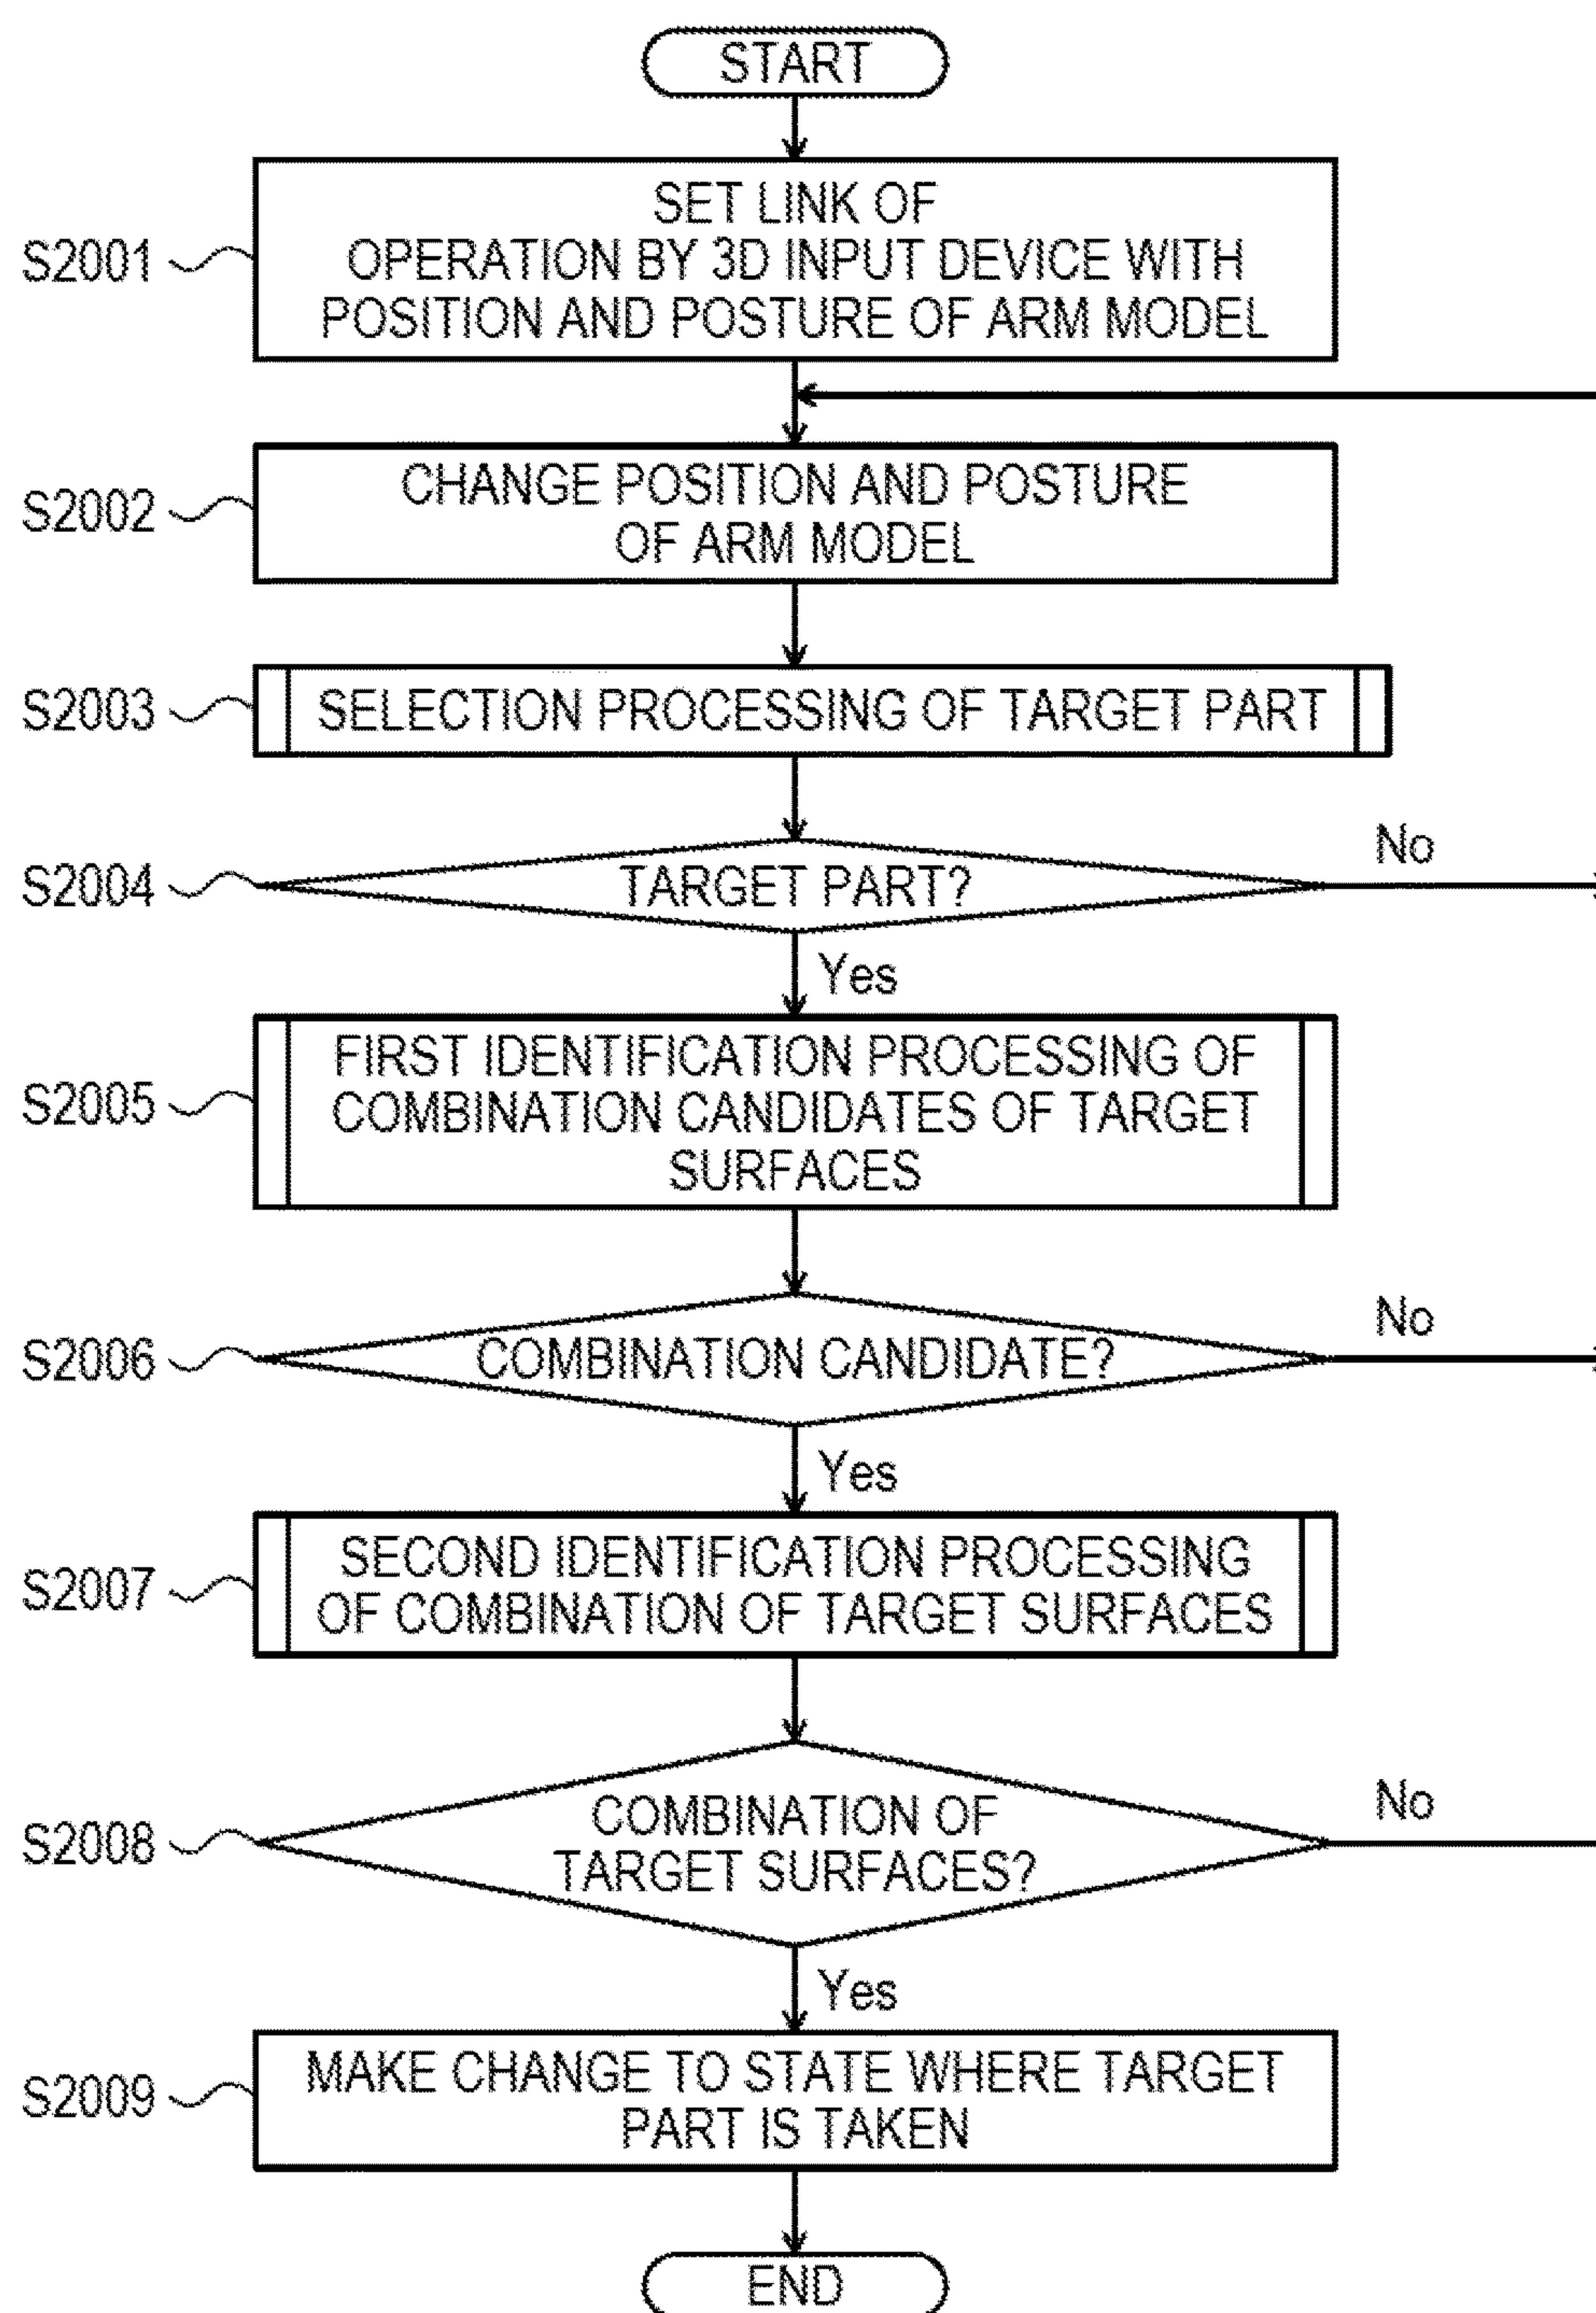 START
S2001
SET LINK OF
OPERATION BY 3D INPUT DEVICE WITH
POSITION AND POSTURE OF ARM MODEL
S2002
CHANGE POSITION AND POSTURE
OF ARM MODEL
S2003
SELECTION PROCESSING OF TARGET PART
S2004
TARGET PART?
No
Yes
S2005
FIRST IDENTIFICATION PROCESSING OF
COMBINATION CANDIDATES OF TARGET
SURFACES
S2006
COMBINATION CANDIDATE?
No
Yes
S2007
SECOND IDENTIFICATION PROCESSING
OF COMBINATION OF TARGET SURFACES
S2008
COMBINATION OF
TARGET SURFACES?
No
Yes
S2009
MAKE CHANGE TO STATE WHERE TARGET
PART IS TAKEN
END